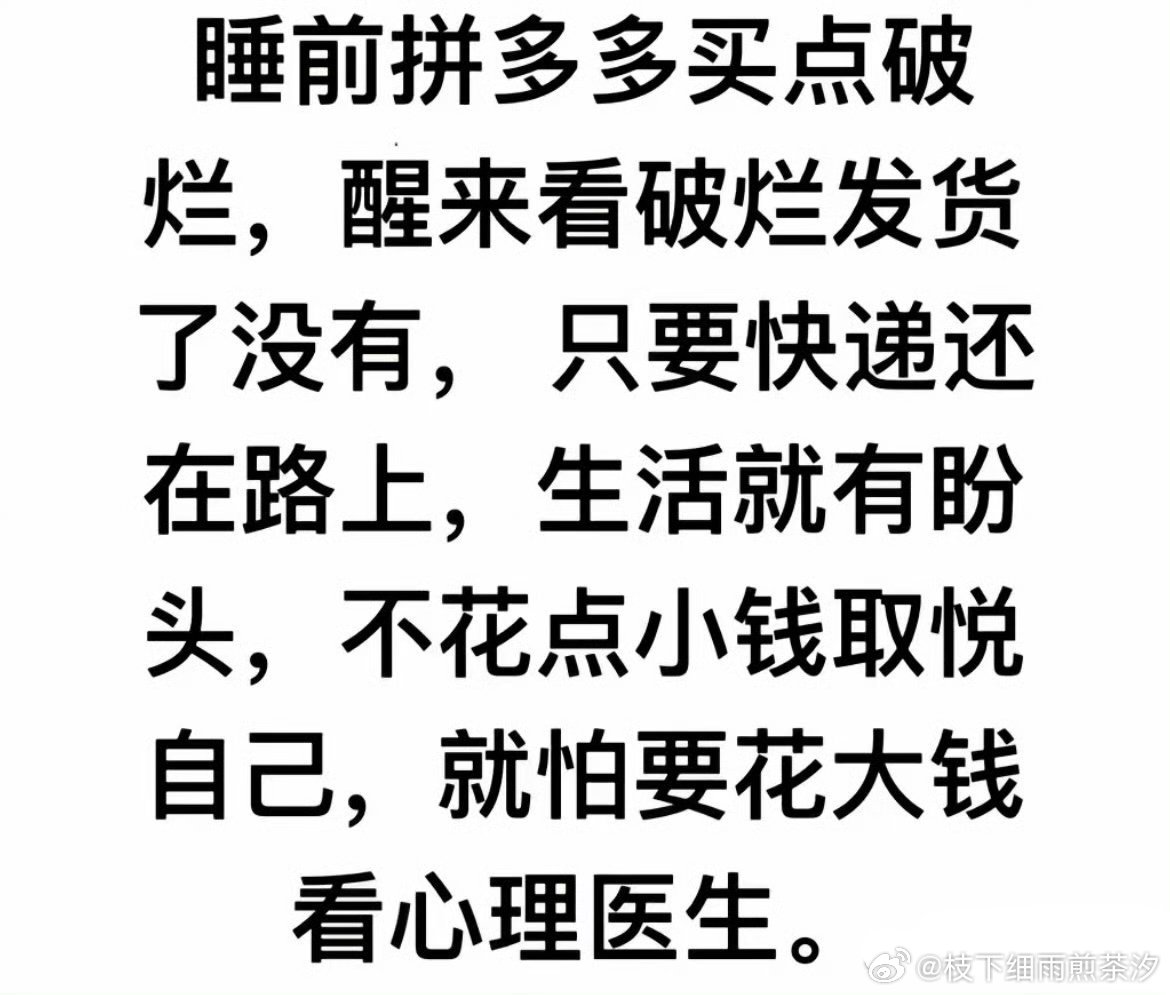 睡前拼多多买点破
烂，醒来看破烂发货
了没有，只要快递还
在路上，生活就有盼
头，不花点小钱取悦
自己，就怕要花大钱
看心理医生。
@枝下细雨煎茶汐